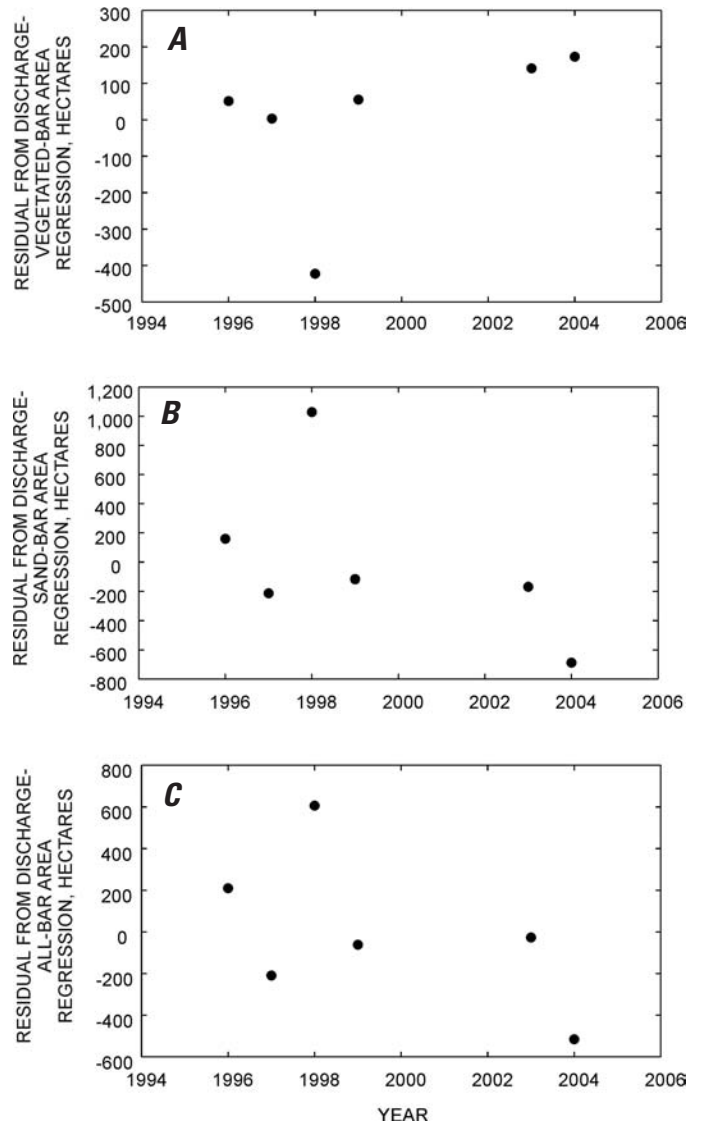 A
RESIDUAL FROM DISCHARGE-
VEGETATED-BAR AREA
REGRESSION, HECTARES
300
200
100
0
-100
-200
-300
-400
-500
1994 1996 1998 2000 2002 2004 2006
B
RESIDUAL FROM DISCHARGE-
SAND-BAR AREA
REGRESSION, HECTARES
1,200
1,000
800
600
400
200
0
-200
-400
-600
-800
1994 1996 1998 2000 2002 2004 2006
C
RESIDUAL FROM DISCHARGE-
ALL-BAR AREA
REGRESSION, HECTARES
800
600
400
200
0
-200
-400
-600
1994 1996 1998 2000 2002 2004 2006
YEAR